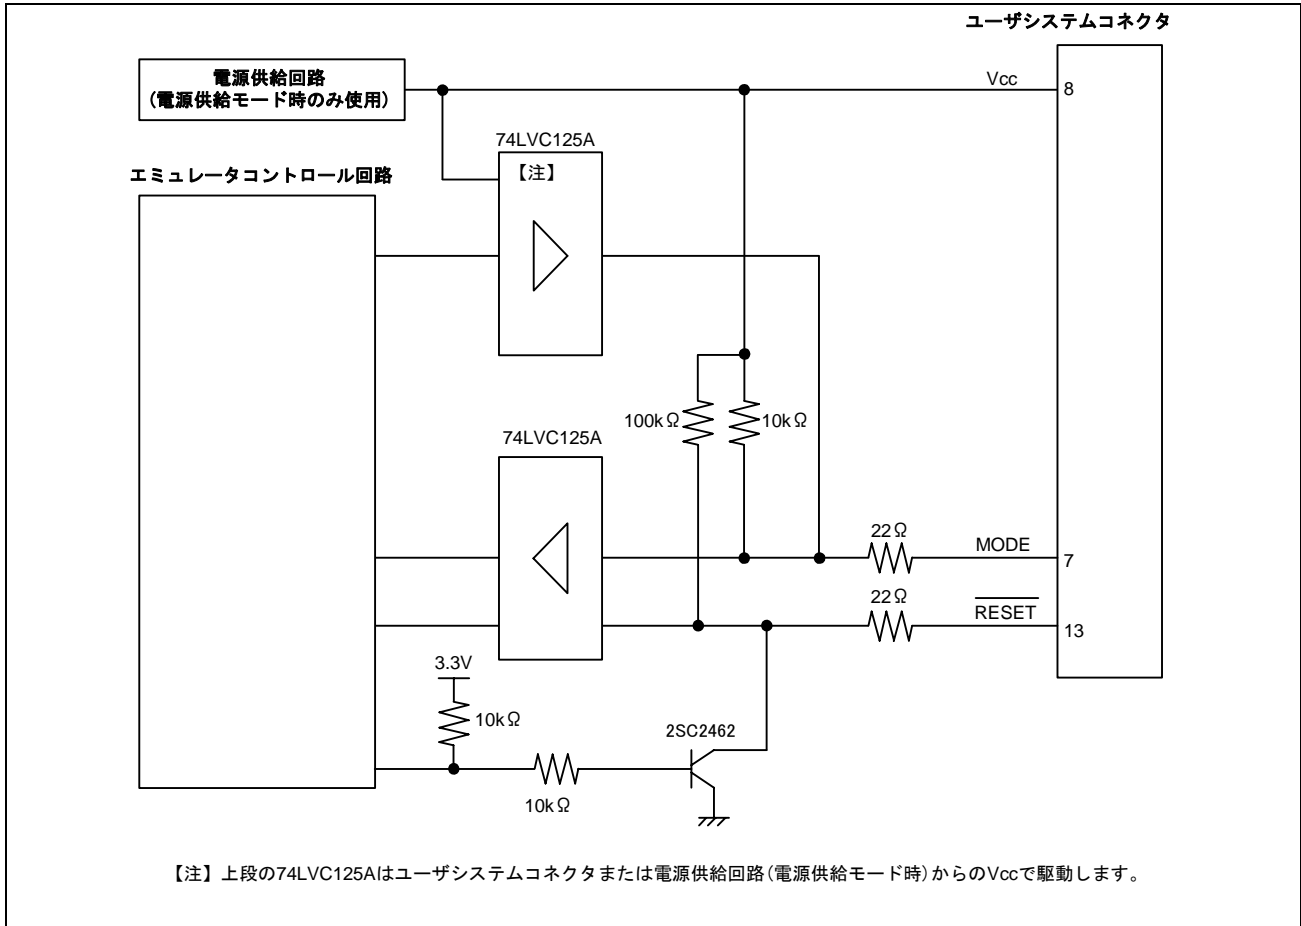 ユーザシステムコネクタ
電源供給回路
(電源供給モード時のみ使用)
Vcc
8
74LVC125A
【注】
エミュレータコントロール回路
100kΩ
10kΩ
74LVC125A
22Ω
MODE
7
22Ω
RESET
13
3.3V
10kΩ
2SC2462
10kΩ
【注】上段の74LVC125Aはユーザシステムコネクタまたは電源供給回路(電源供給モード時)からのVccで駆動します。